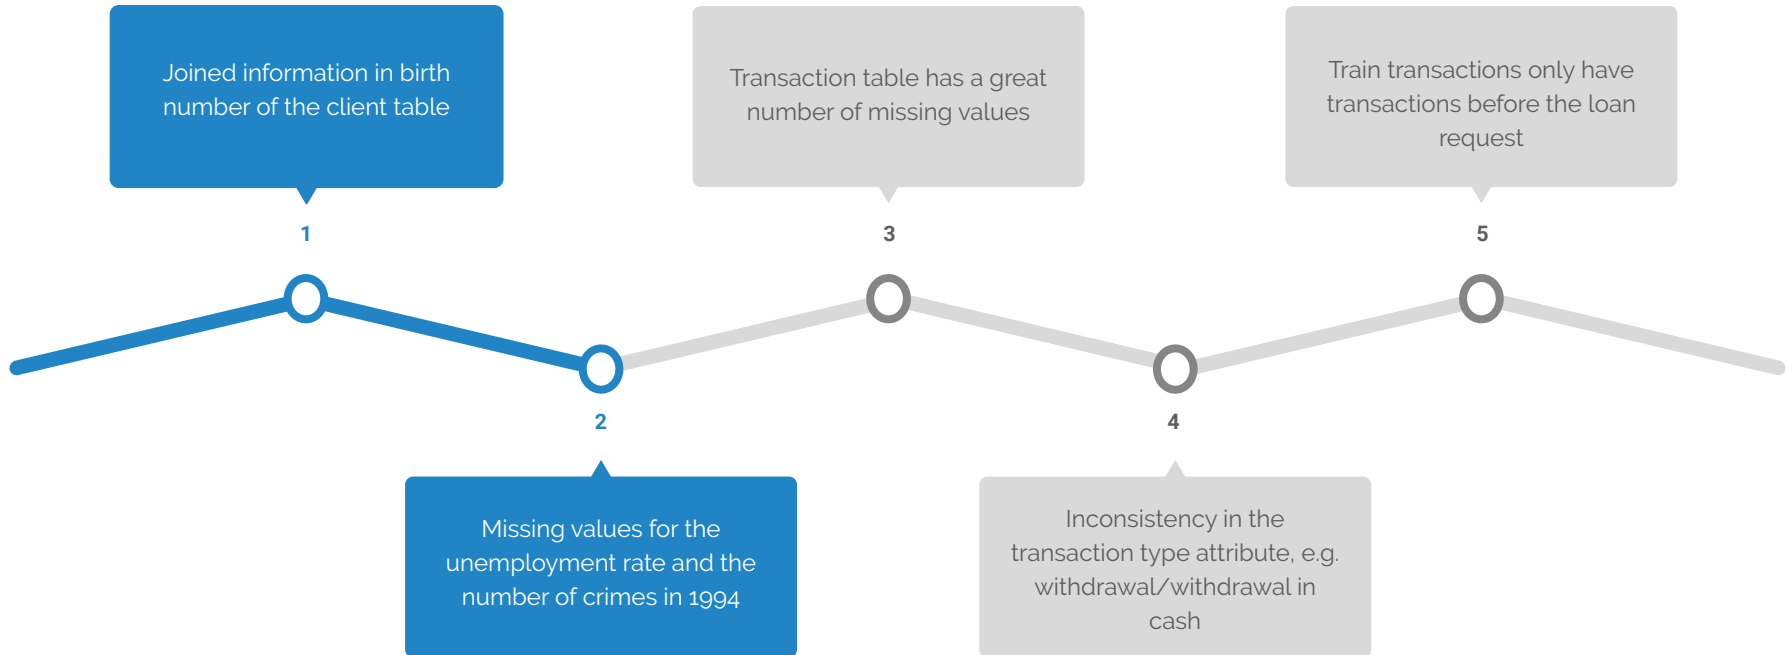 Joined information in birth
number of the client table
1
2
Missing values for the
unemployment rate and the
number of crimes in 1994
Transaction table has a great
number of missing values
3
4
Inconsistency in the
transaction type attribute, e.g.
withdrawal/withdrawal in
cash
Train transactions only have
transactions before the loan
request
5